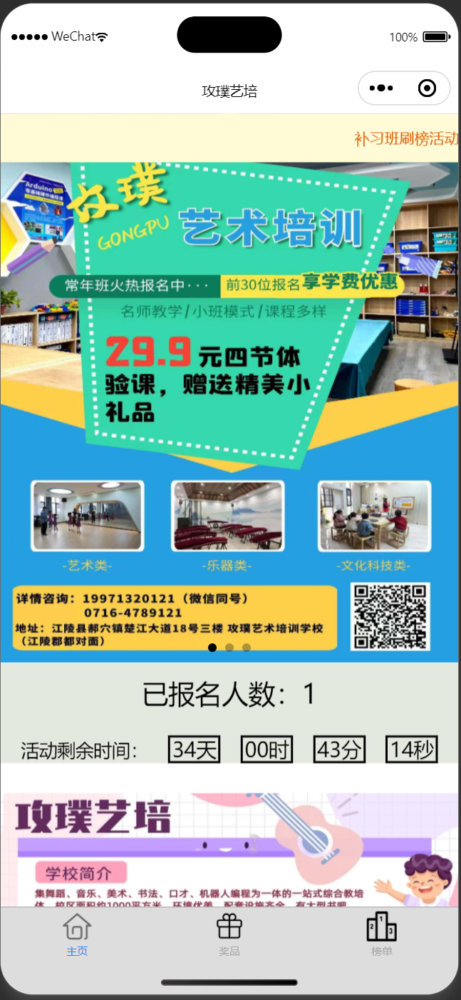 WeChat 100%
攻璞艺培
补习班刷榜活动
Arduino
零基础硬件编程课
攻璞
GONGPU
艺术培训
常年班火热报名中···
前30位报名享学费优惠
名师教学/小班模式/课程多样
29.9元四节体
验课，赠送精美小
礼品
-艺术类- -乐器类- -文化科技类-
详情咨询：19971320121（微信同号）
0716-4789121
地址：江陵县郝穴镇楚江大道18号三楼 攻璞艺术培训学校
（江陵郡都对面）
已报名人数：1
活动剩余时间： 34天 00时 43分 14秒
攻璞艺培
学校简介
集舞蹈、音乐、美术、书法、口才、机器人编程为一体的一站式综合教培
体，校区面积约1000平方米，环境优美，配套设施齐全，有大型书吧
1
2
3
主页 奖品 榜单